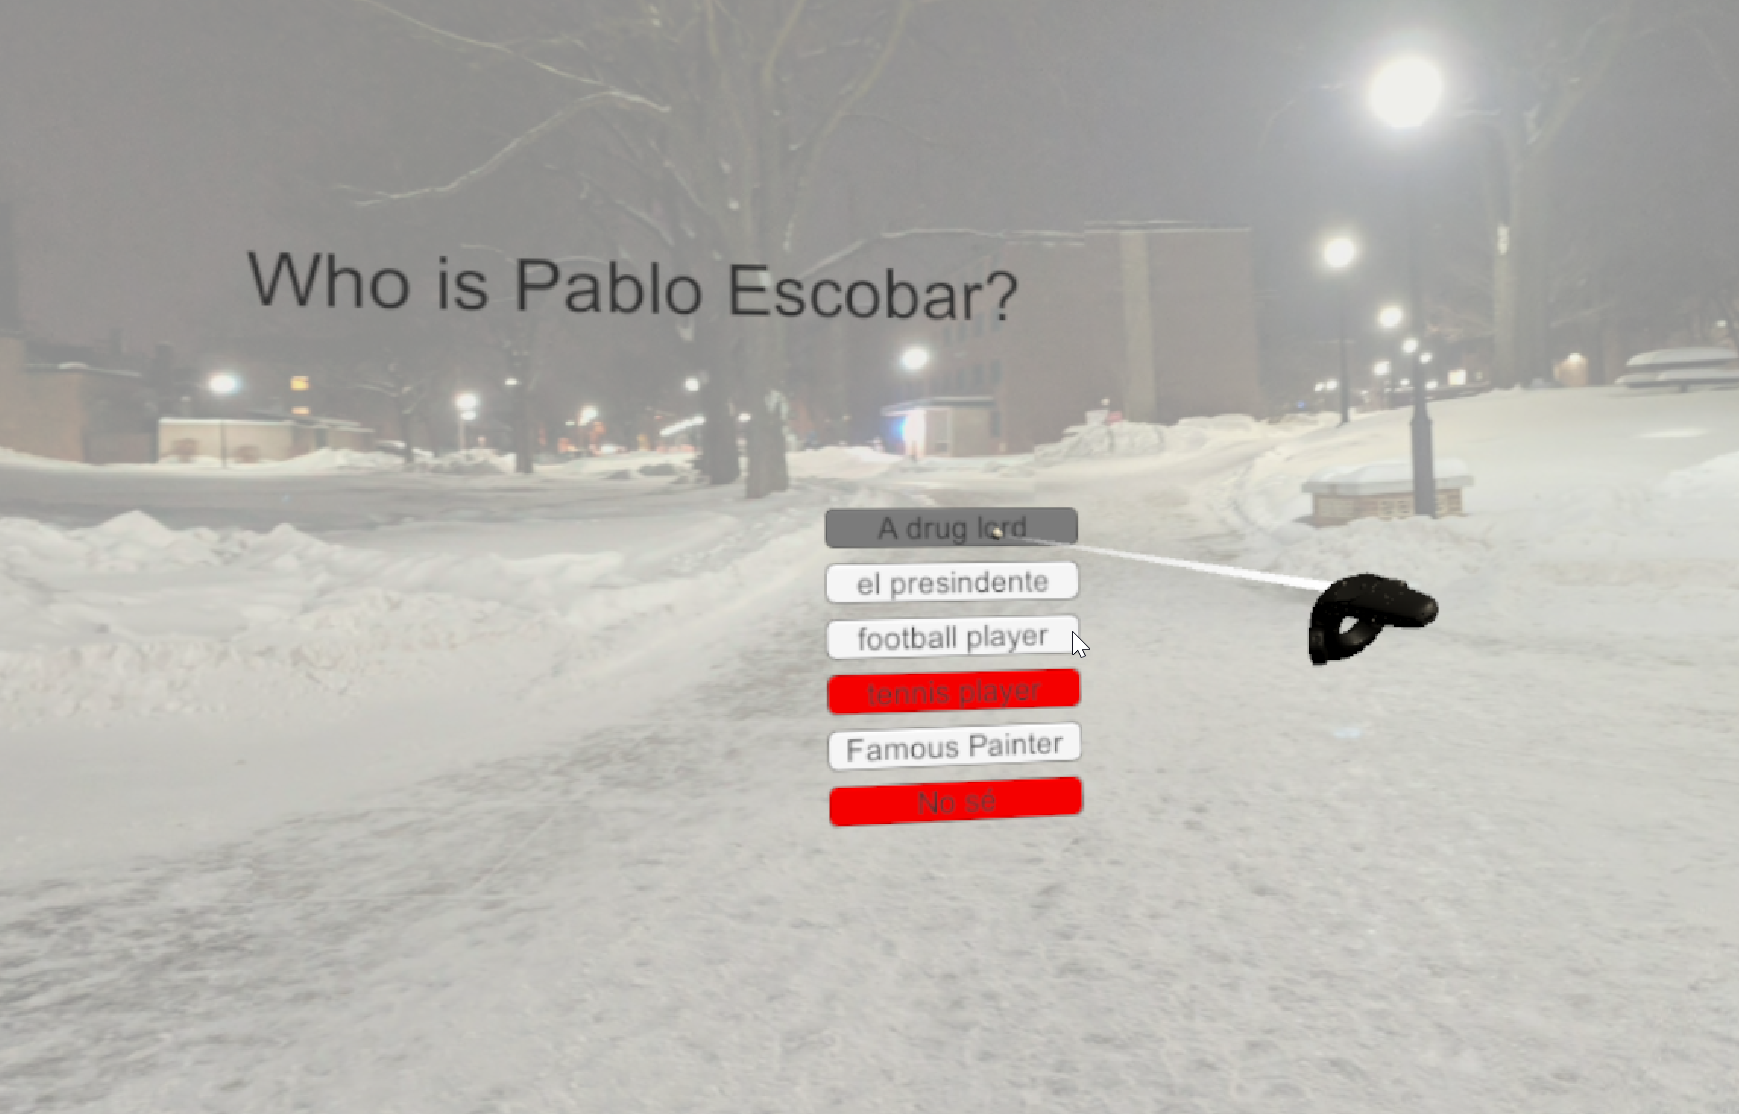 Who is Pablo Escobar?
A drug lord
el presindente
football player
tennis player
Famous Painter
No sé